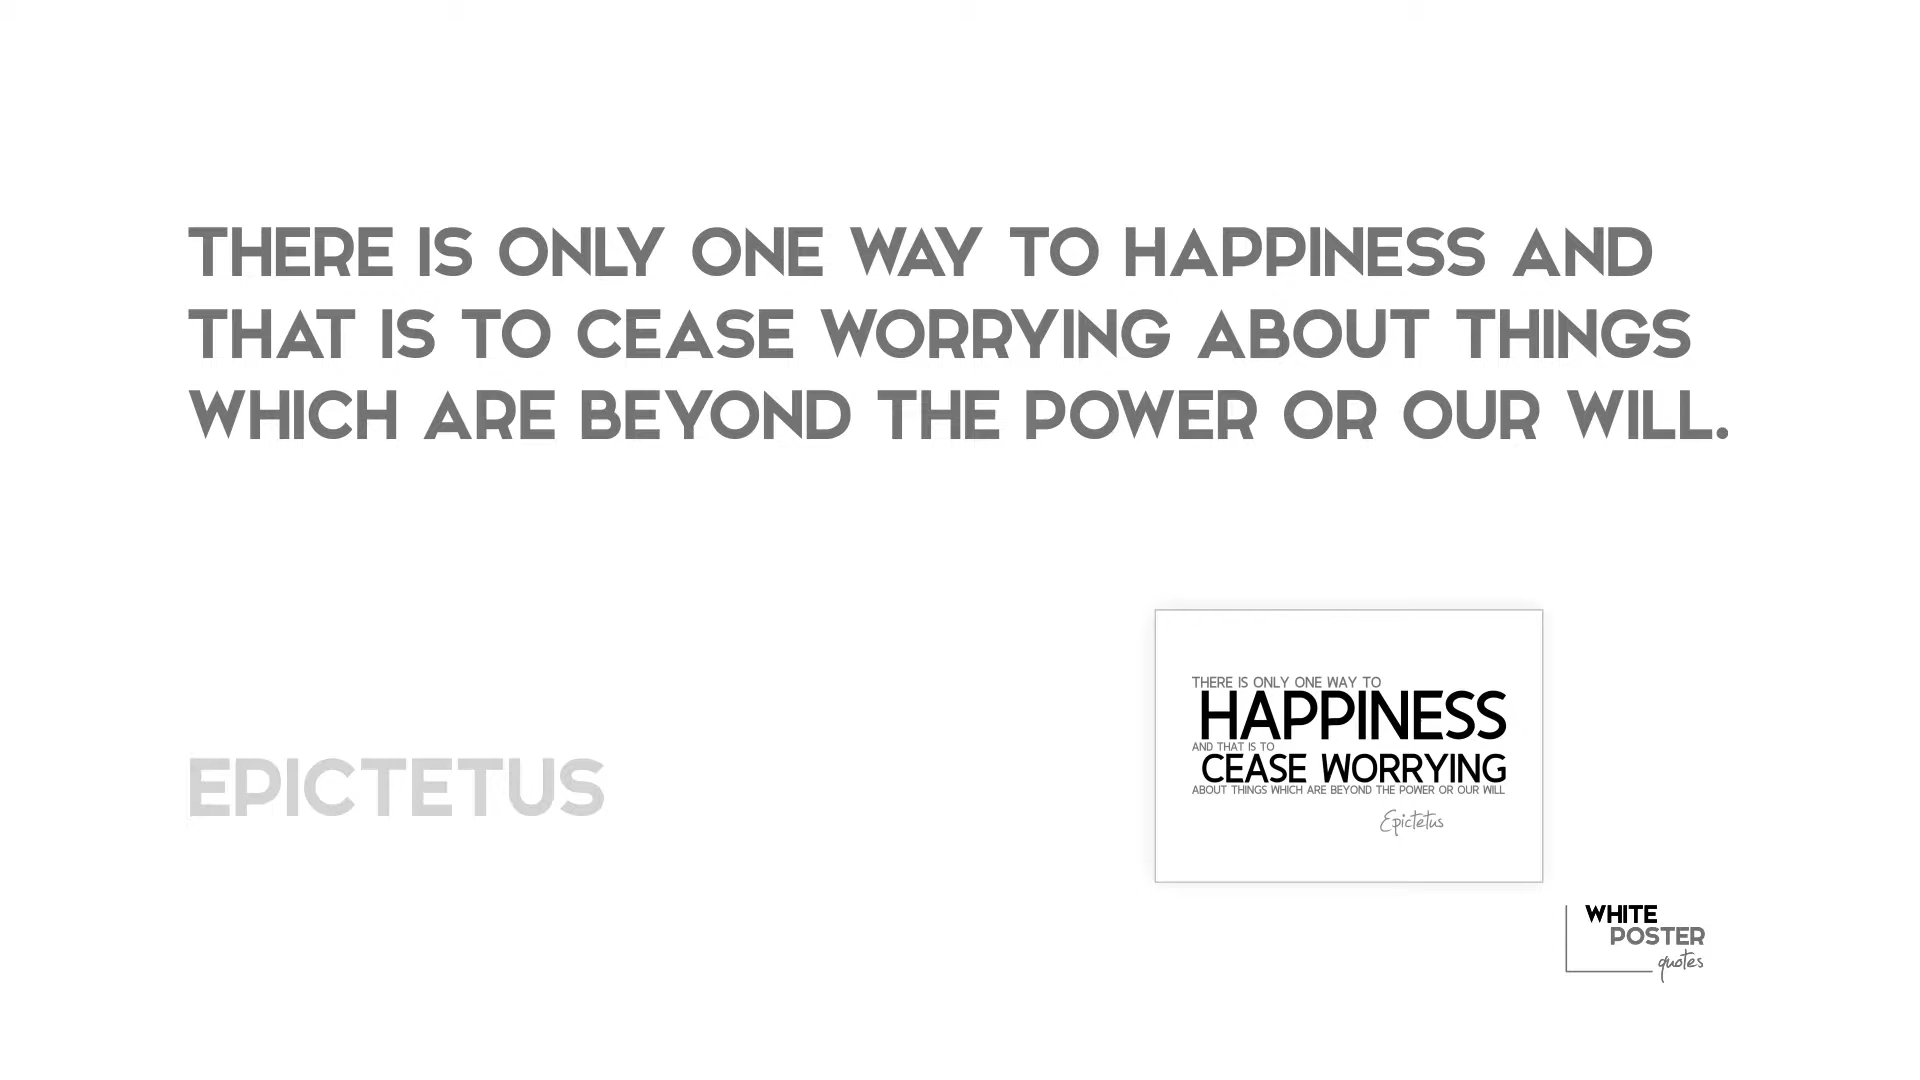 THERE IS ONLY ONE WAY TO HAPPINESS AND
THAT IS TO CEASE WORRYING ABOUT THINGS
WHICH ARE BEYOND THE POWER OR OUR WILL.
EPICTETUS
THERE IS ONLY ONE WAY TO
HAPPINESS
AND THAT IS TO
CEASE WORRYING
ABOUT THINGS WHICH ARE BEYOND THE POWER OR OUR WILL
Epictetus
WHITE
POSTER
quotes